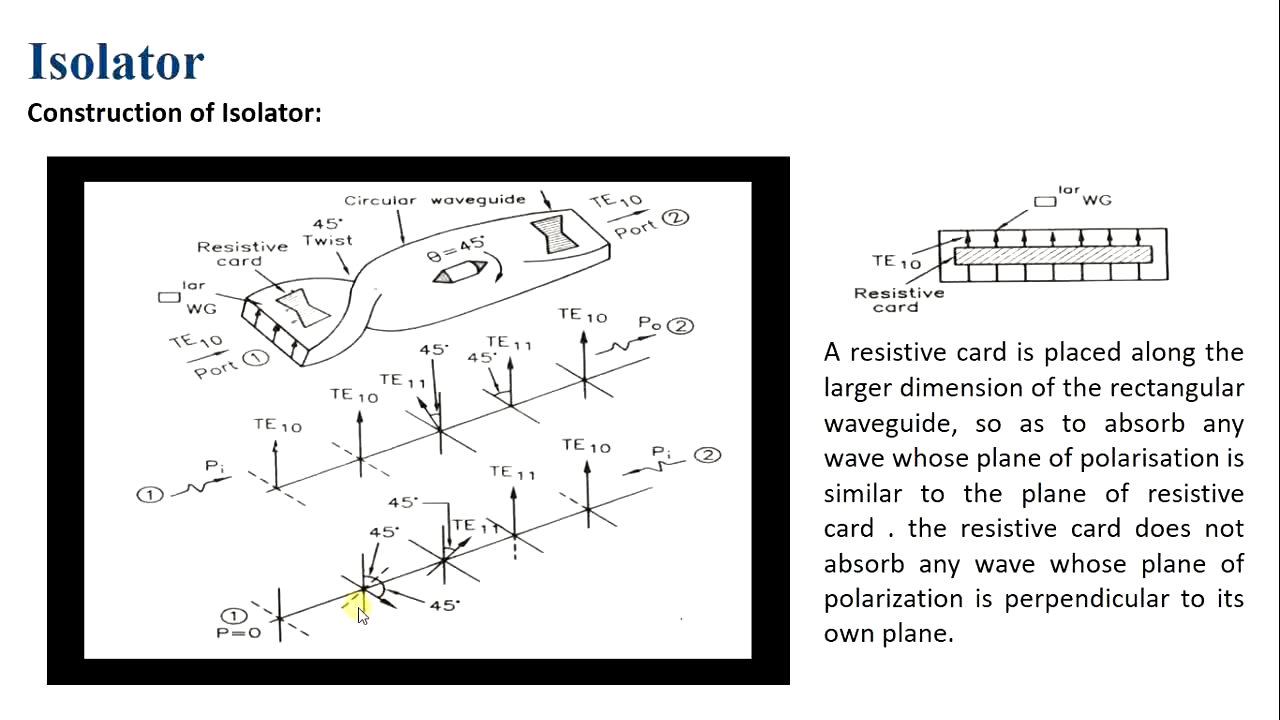 Isolator
Construction of Isolator:
Circular waveguide
TE10
Port ②
45°
Twist
Resistive
card
θ=45°
▭lar
WG
TE10
Port ①
TE10
Po ②
TE11
45°
45°
TE11
TE10
TE10
Pi
①
TE10
Pi ②
TE11
45°
TE11
45°
45°
①
P=0
▭lar WG
TE10
Resistive
card
A resistive card is placed along the
larger dimension of the rectangular
waveguide, so as to absorb any
wave whose plane of polarisation is
similar to the plane of resistive
card . the resistive card does not
absorb any wave whose plane of
polarization is perpendicular to its
own plane.